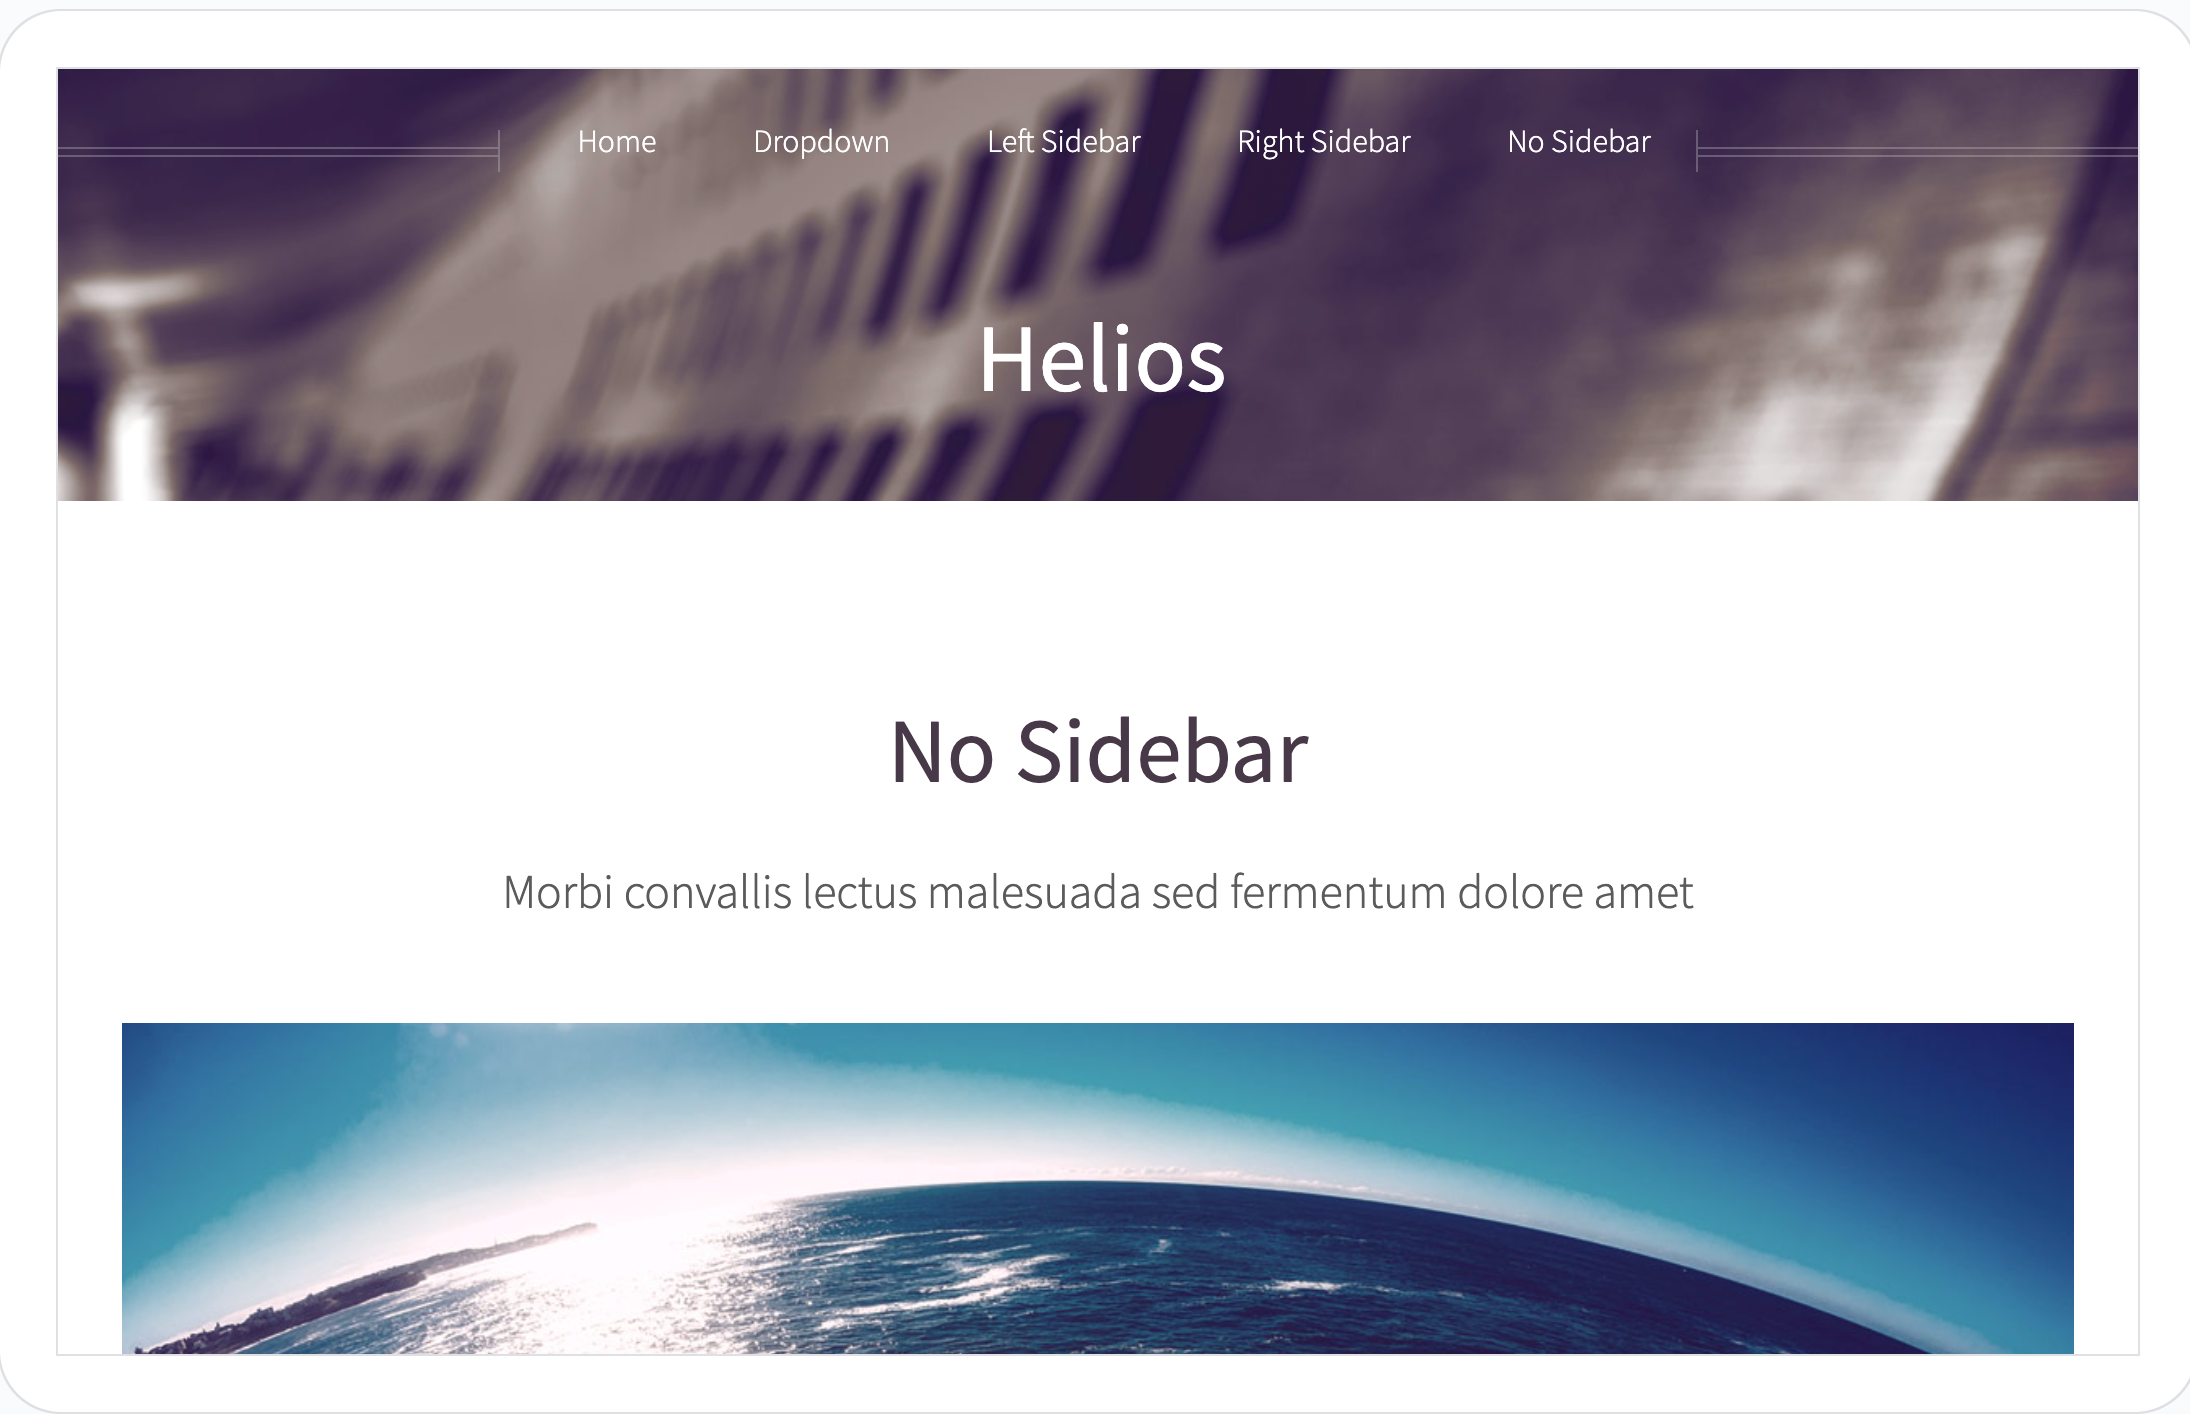 Home Dropdown Left Sidebar Right Sidebar No Sidebar
Helios
No Sidebar
Morbi convallis lectus malesuada sed fermentum dolore amet